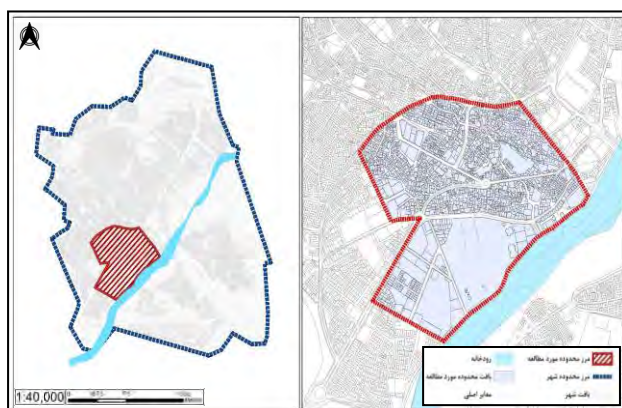 1:40,000
مرز محدوده مورد مطالعه
رودخانه
مرز محدوده شهر
بافت محدوده مورد مطالعه
بافت شهر
معابر اصلی